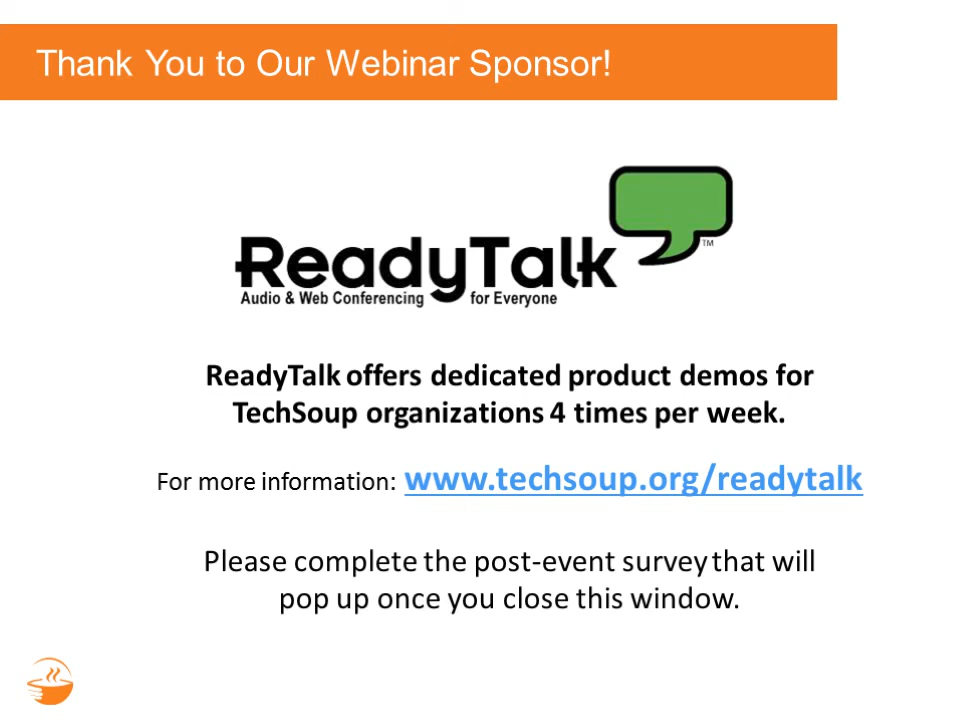 Thank You to Our Webinar Sponsor!
ReadyTalk™
Audio & Web Conferencing for Everyone
ReadyTalk offers dedicated product demos for
TechSoup organizations 4 times per week.
For more information: www.techsoup.org/readytalk
Please complete the post-event survey that will
pop up once you close this window.